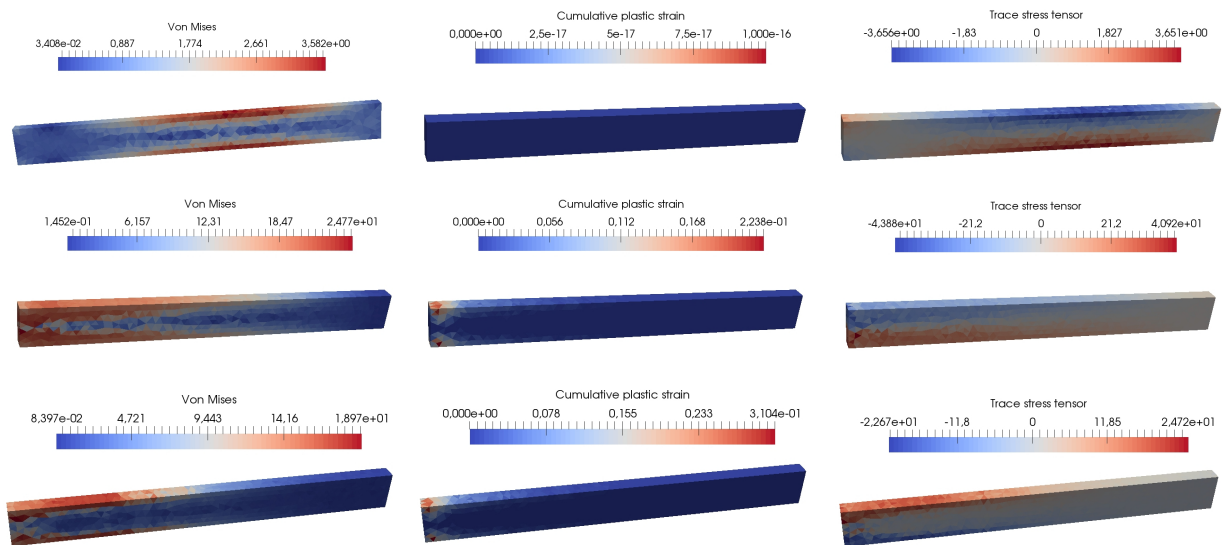 Von Mises
3,408e-02 0,887 1,774 2,661 3,582e+00
Cumulative plastic strain
0,000e+00 2,5e-17 5e-17 7,5e-17 1,000e-16
Trace stress tensor
-3,656e+00 -1,83 0 1,827 3,651e+00
Von Mises
1,452e-01 6,157 12,31 18,47 2,477e+01
Cumulative plastic strain
0,000e+00 0,056 0,112 0,168 2,238e-01
Trace stress tensor
-4,388e+01 -21,2 0 21,2 4,092e+01
Von Mises
8,397e-02 4,721 9,443 14,16 1,897e+01
Cumulative plastic strain
0,000e+00 0,078 0,155 0,233 3,104e-01
Trace stress tensor
-2,267e+01 -11,8 0 11,85 2,472e+01